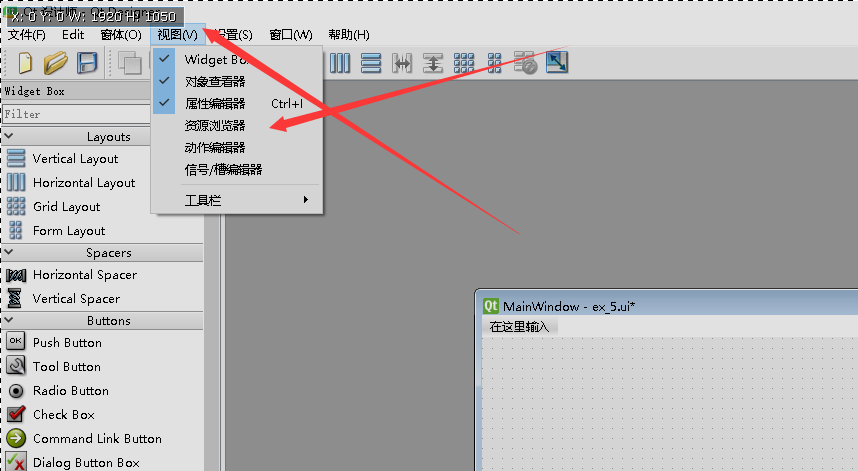 X: 0 Y: 0 W: 1920 H: 1050
文件(F) Edit 窗体(O) 视图(V) 设置(S) 窗口(W) 帮助(H)
Widget Box
Filter
Layouts
Vertical Layout
Horizontal Layout
Grid Layout
Form Layout
Spacers
Horizontal Spacer
Vertical Spacer
Buttons
OK
Push Button
Tool Button
Radio Button
Check Box
Command Link Button
Dialog Button Box
Widget
对象查看器
属性编辑器 Ctrl+I
资源浏览器
动作编辑器
信号/槽编辑器
工具栏
Qt MainWindow - ex_5.ui*
在这里输入